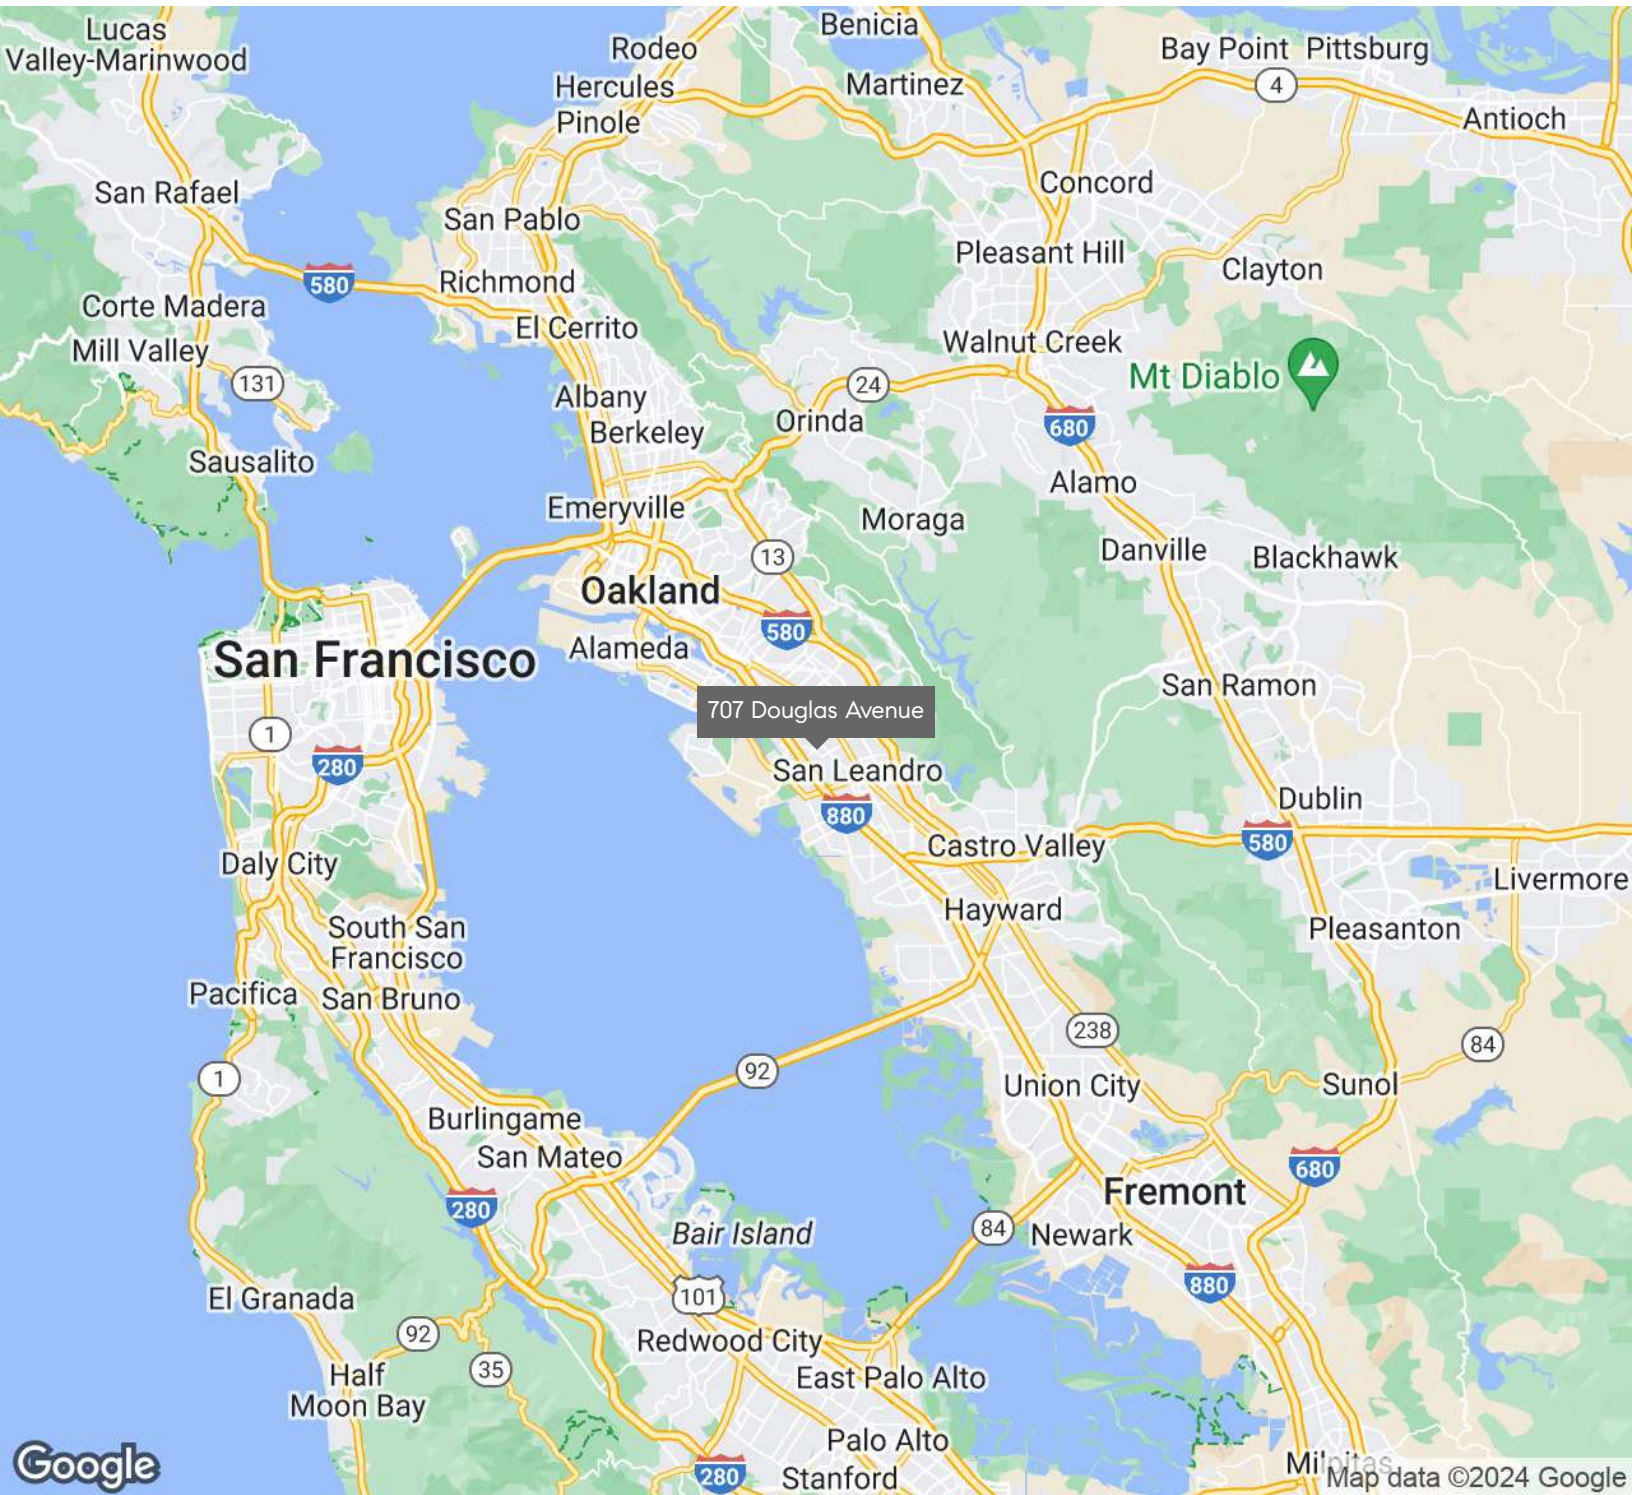 Lucas
Valley-Marinwood
Benicia
Rodeo
Bay Point
Pittsburg
Hercules
Martinez
4
Pinole
Antioch
San Rafael
Concord
San Pablo
Pleasant Hill
Clayton
580
Richmond
Corte Madera
El Cerrito
Mill Valley
Walnut Creek
131
24
Mt Diablo
Albany
Orinda
Berkeley
680
Sausalito
Alamo
Emeryville
Moraga
13
Danville
Blackhawk
Oakland
580
Alameda
San Francisco
San Ramon
707 Douglas Avenue
1
280
San Leandro
Dublin
880
580
Castro Valley
Daly City
Livermore
Hayward
South San
Francisco
Pleasanton
Pacifica
San Bruno
238
84
92
1
Union City
Sunol
Burlingame
San Mateo
680
Fremont
280
84
Newark
Bair Island
880
101
El Granada
92
Redwood City
35
Half
Moon Bay
East Palo Alto
Palo Alto
Milpitas
Google
280
Stanford
Map data ©2024 Google